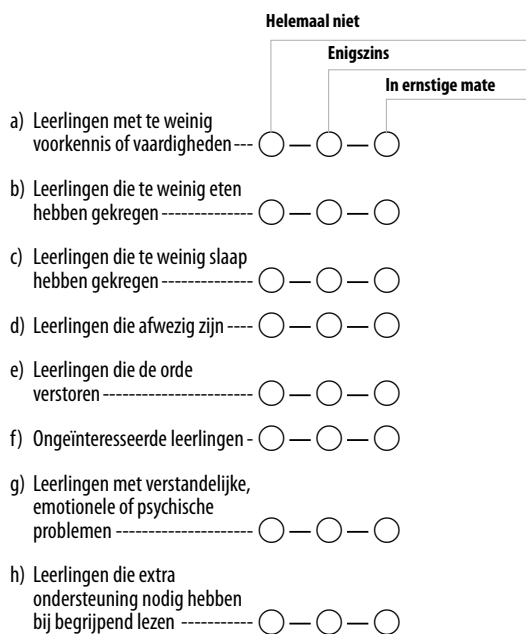 Helemaal niet
Enigszins
In ernstige mate
a) Leerlingen met te weinig
voorkennis of vaardigheden
b) Leerlingen die te weinig eten
hebben gekregen
c) Leerlingen die te weinig slaap
hebben gekregen
d) Leerlingen die afwezig zijn
e) Leerlingen die de orde
verstoren
f) Ongeïnteresseerde leerlingen
g) Leerlingen met verstandelijke,
emotionele of psychische
problemen
h) Leerlingen die extra
ondersteuning nodig hebben
bij begrijpend lezen